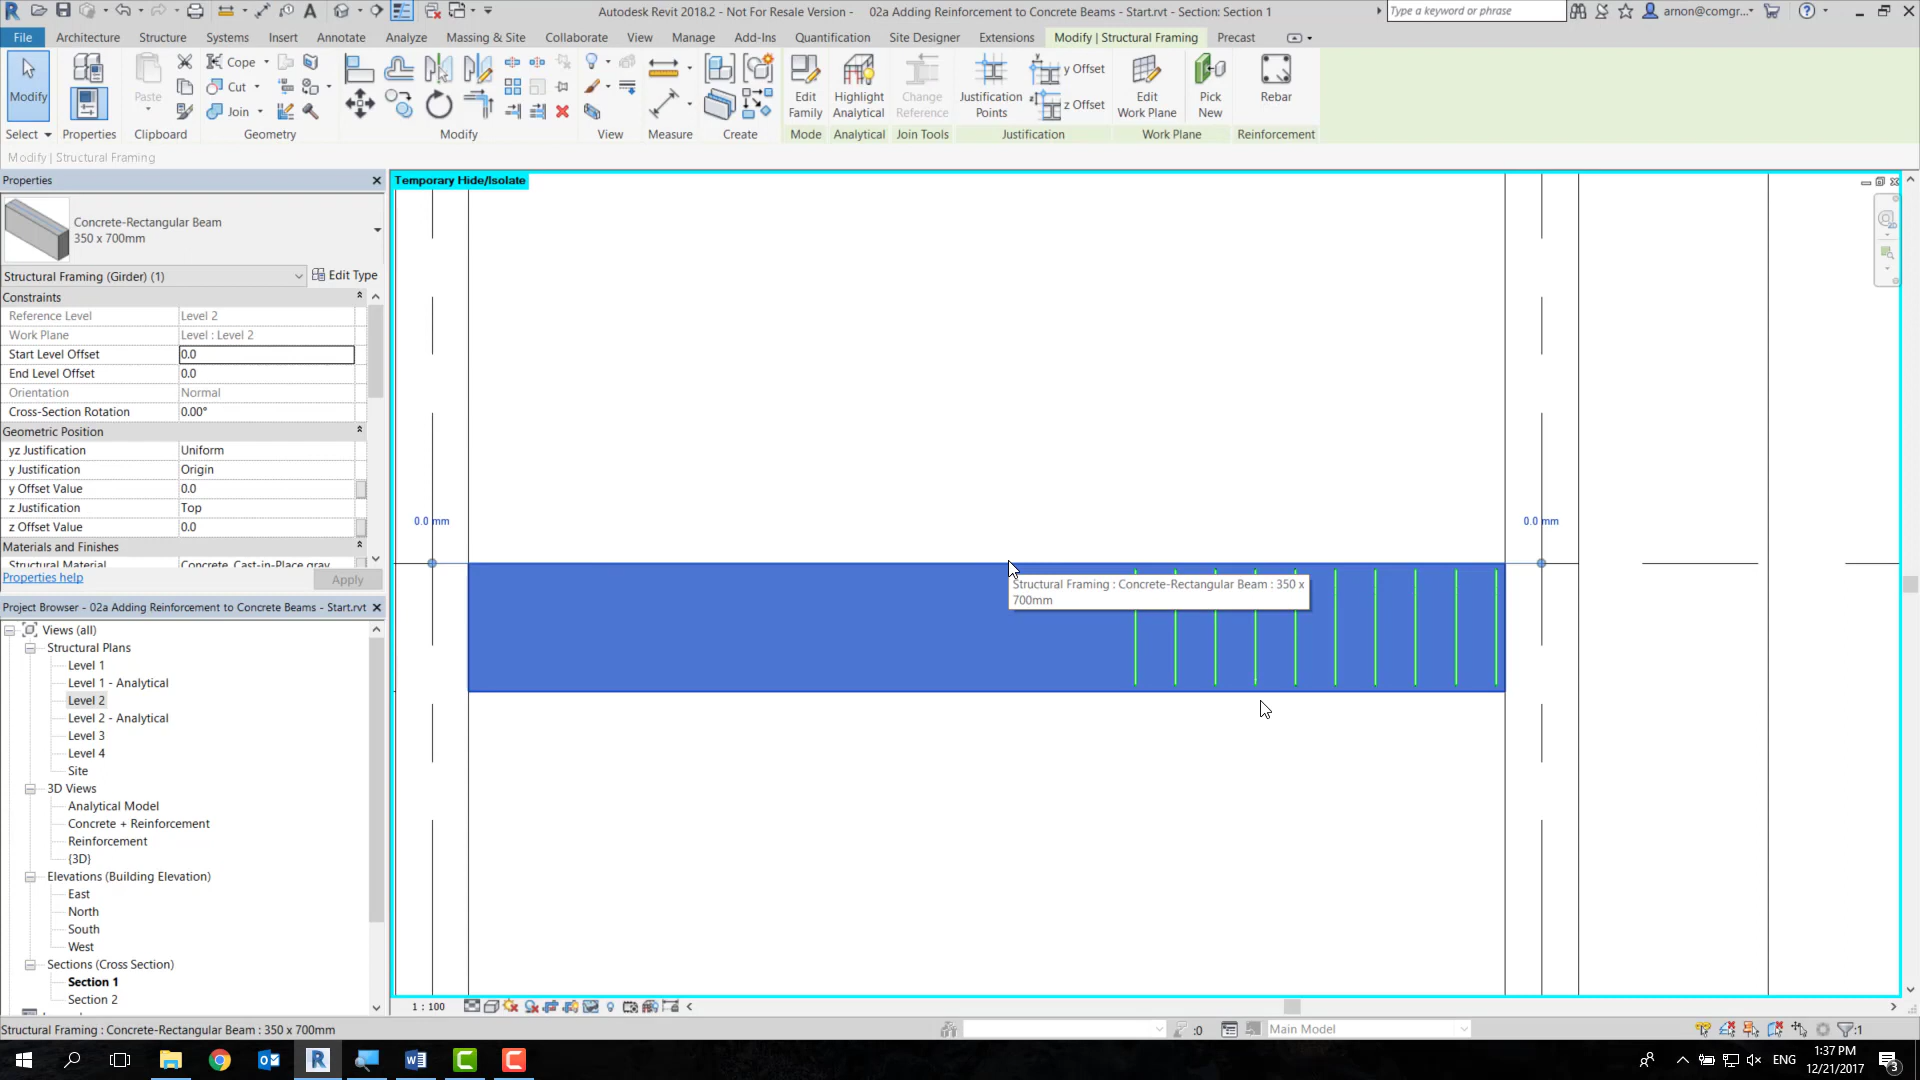 Autodesk Revit 2018.2 - Not For Resale Version - 02a Adding Reinforcement to Concrete Beams - Start.rvt - Section: Section 1
Type a keyword or phrase
arnon@comgr...
File Architecture Structure Systems Insert Annotate Analyze Massing & Site Collaborate View Manage Add-Ins Quantification Site Designer Extensions Modify | Structural Framing Precast
Modify
Paste
Cope
Cut
Join
Edit Family
Highlight Analytical
Change Reference
Justification Points
y Offset
z Offset
Edit Work Plane
Pick New
Rebar
Select Properties Clipboard Geometry Modify View Measure Create Mode Analytical Join Tools Justification Work Plane Reinforcement
Modify | Structural Framing
Properties
Concrete-Rectangular Beam
350 x 700mm
Structural Framing (Girder) (1) Edit Type
Constraints
Reference Level Level 2
Work Plane Level : Level 2
Start Level Offset 0.0
End Level Offset 0.0
Orientation Normal
Cross-Section Rotation 0.00°
Geometric Position
yz Justification Uniform
y Justification Origin
y Offset Value 0.0
z Justification Top
z Offset Value 0.0
Materials and Finishes
Structural Material Concrete, Cast-in-Place gray
Properties help Apply
Project Browser - 02a Adding Reinforcement to Concrete Beams - Start.rvt
Views (all)
Structural Plans
Level 1
Level 1 - Analytical
Level 2
Level 2 - Analytical
Level 3
Level 4
Site
3D Views
Analytical Model
Concrete + Reinforcement
Reinforcement
{3D}
Elevations (Building Elevation)
East
North
South
West
Sections (Cross Section)
Section 1
Section 2
Temporary Hide/Isolate
0.0 mm
0.0 mm
Structural Framing : Concrete-Rectangular Beam : 350 x
700mm
1 : 100
Structural Framing : Concrete-Rectangular Beam : 350 x 700mm
:0
Main Model
:1
ENG
1:37 PM
12/21/2017
3